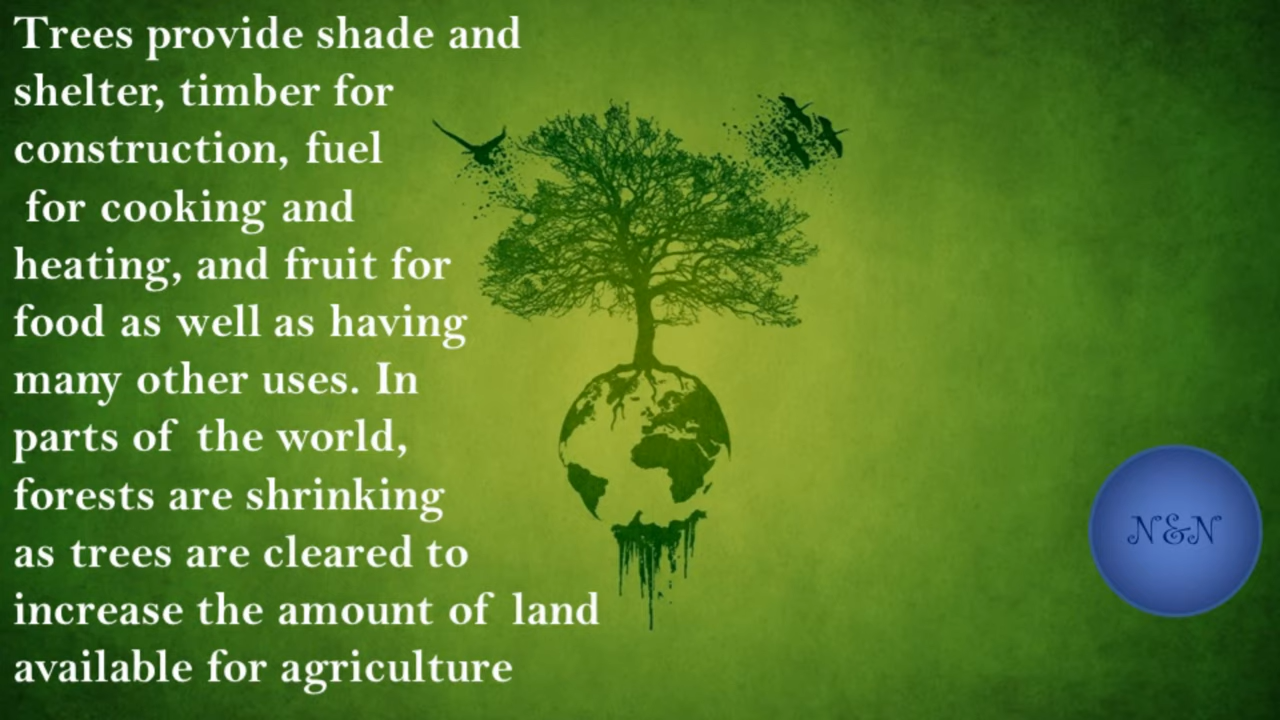 Trees provide shade and
shelter, timber for
construction, fuel
for cooking and
heating, and fruit for
food as well as having
many other uses. In
parts of the world,
forests are shrinking
as trees are cleared to
increase the amount of land
available for agriculture
N&N